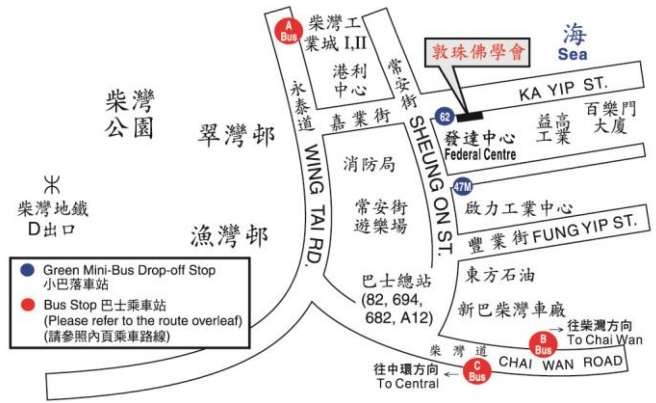 A
Bus
柴灣工
業城 I,II
港利
中心
常安街
海
Sea
敦珠佛學會
KA YIP ST.
柴灣
公園
翠灣邨
永泰道
WING TAI RD.
嘉業街
62
發達中心
Federal Centre
益高
工業
百樂門
大廈
消防局
SHEUNG ON ST.
47M
柴灣地鐵
D出口
漁灣邨
常安街
遊樂場
啟力工業中心
豐業街 FUNG YIP ST.
Green Mini-Bus Drop-off Stop
小巴落車站
Bus Stop 巴士乘車站
(Please refer to the route overleaf)
(請參照內頁乘車路線)
巴士總站
(82, 694,
682, A12)
東方石油
新巴柴灣車廠
B
Bus
往柴灣方向
To Chai Wan
柴灣道
CHAI WAN ROAD
往中環方向
To Central
C
Bus